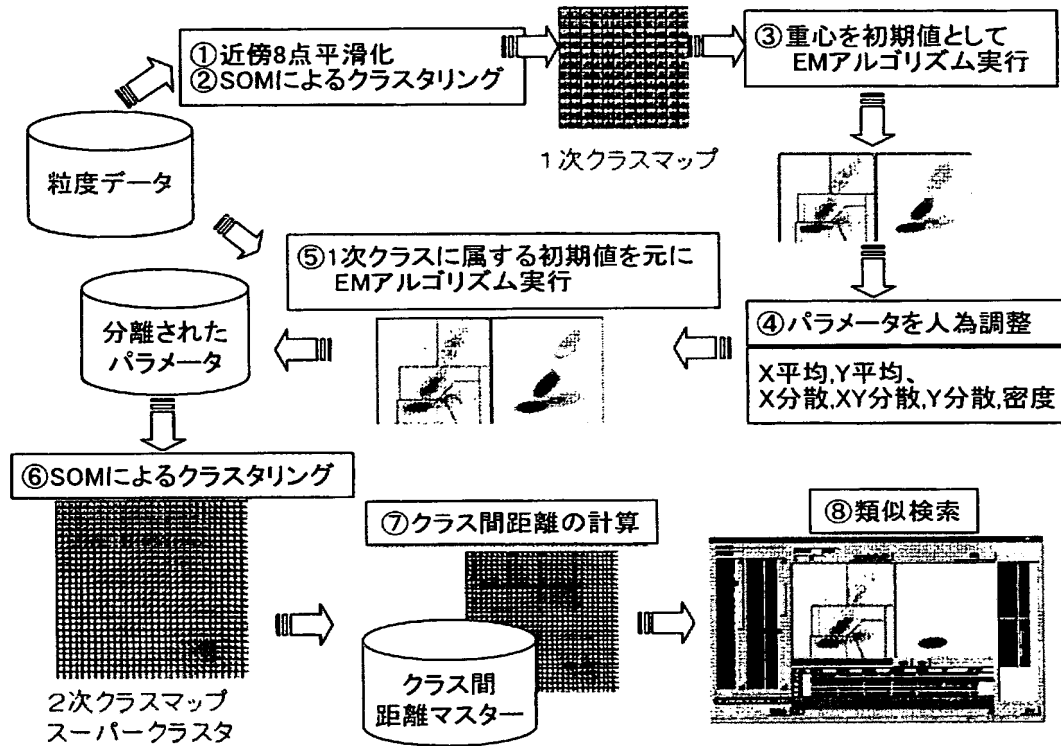 ①近傍8点平滑化
②SOMによるクラスタリング
1次クラスマップ
③重心を初期値として
EMアルゴリズム実行
粒度データ
⑤1次クラスに属する初期値を元に
EMアルゴリズム実行
④パラメータを人為調整
X平均,Y平均、
X分散,XY分散,Y分散,密度
分離された
パラメータ
⑥SOMによるクラスタリング
2次クラスマップ
スーパークラスタ
⑦クラス間距離の計算
クラス間
距離マスター
⑧類似検索